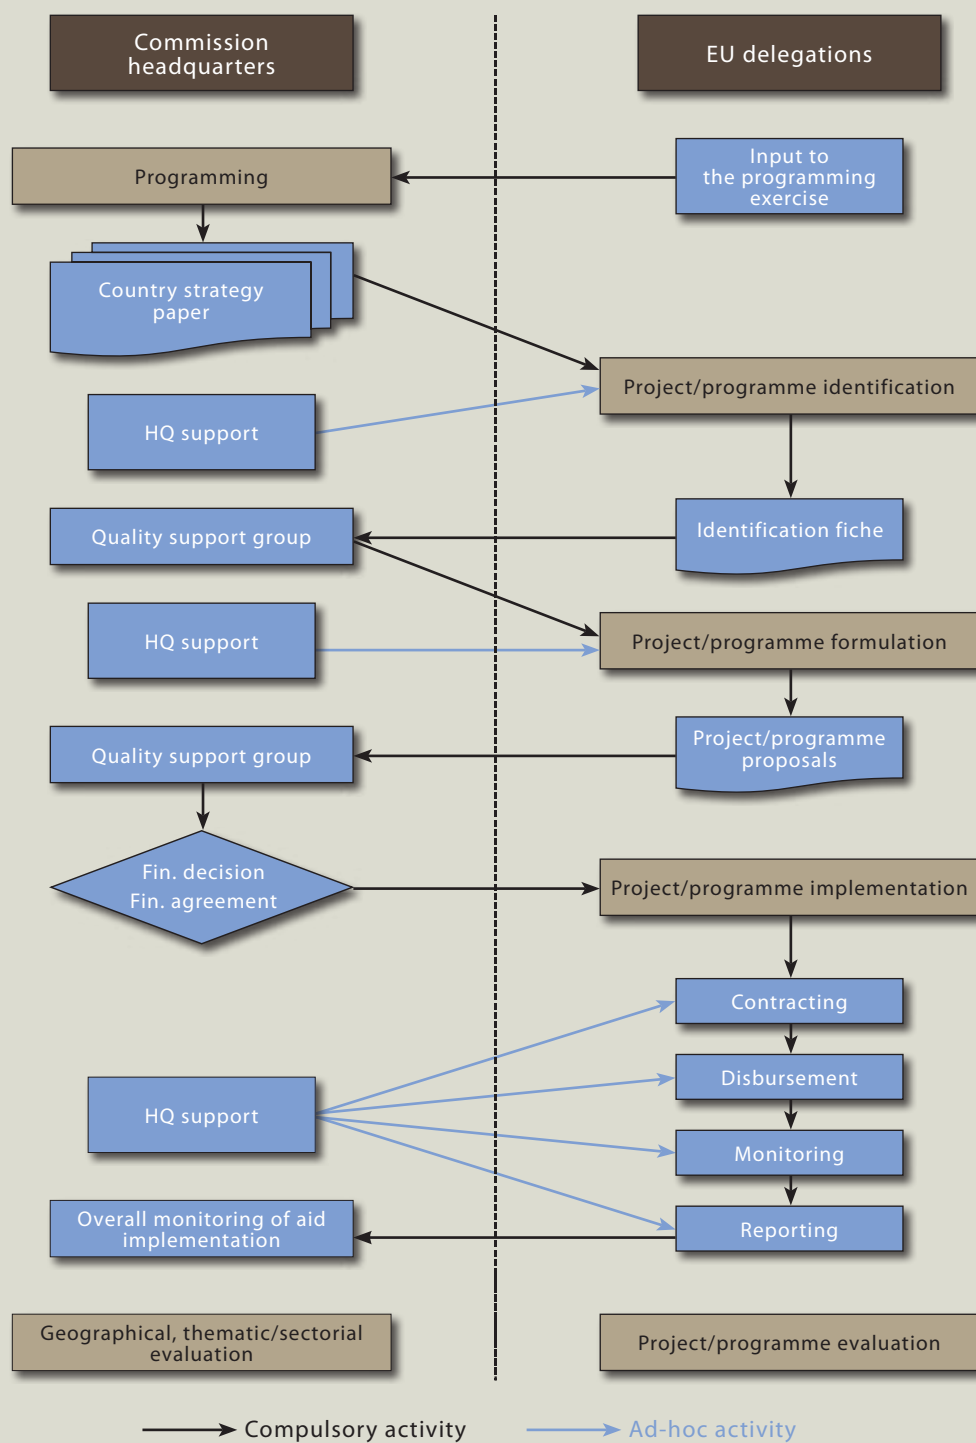 Commission
headquarters
EU delegations
Programming
Input to
the programming
exercise
Country strategy
paper
Project/programme identification
HQ support
Quality support group
Identification fiche
HQ support
Project/programme formulation
Quality support group
Project/programme
proposals
Fin. decision
Fin. agreement
Project/programme implementation
Contracting
Disbursement
HQ support
Monitoring
Overall monitoring of aid
implementation
Reporting
Geographical, thematic/sectorial
evaluation
Project/programme evaluation
Compulsory activity
Ad-hoc activity